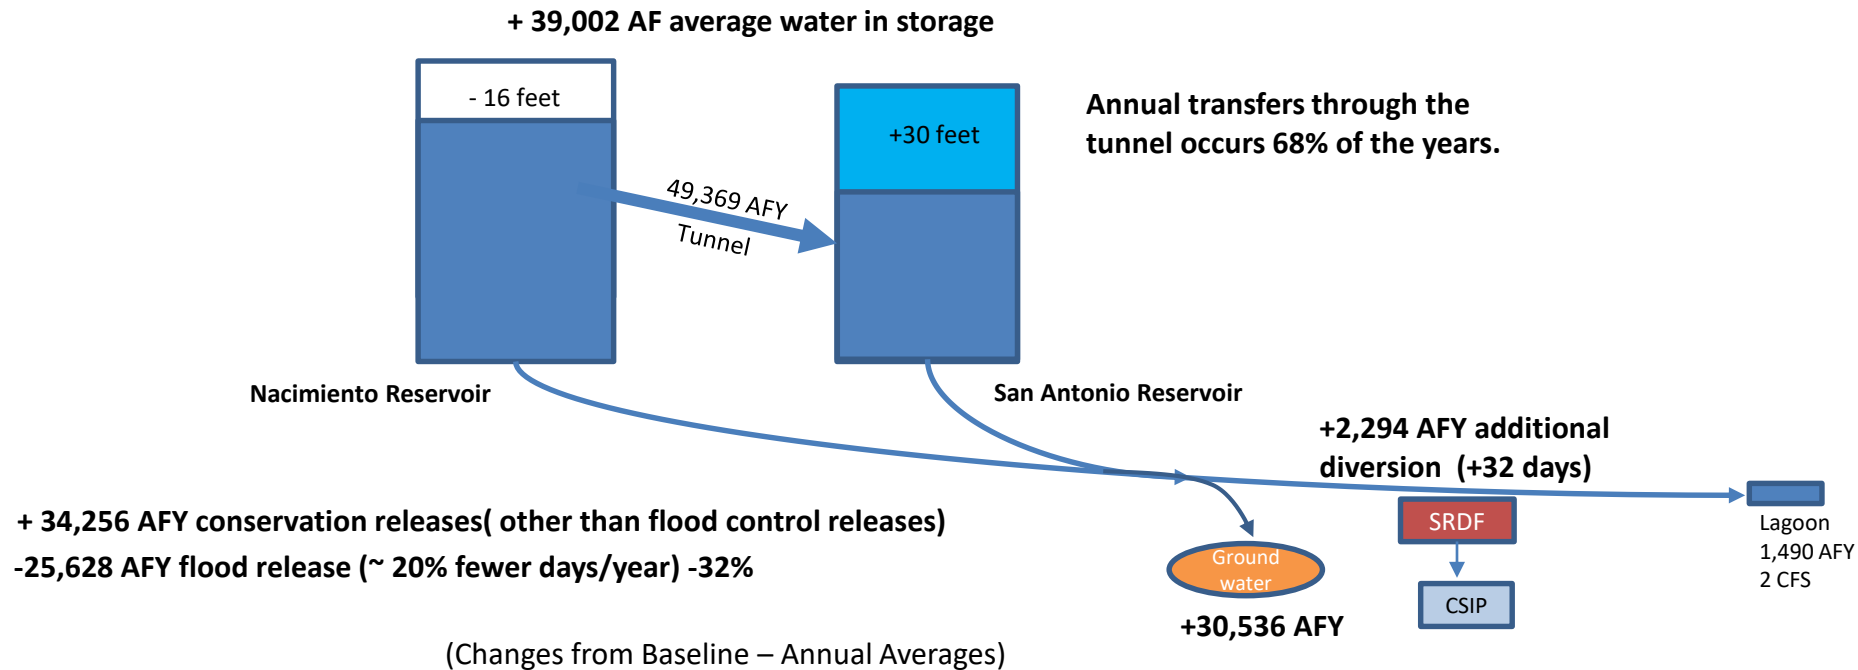 + 39,002 AF average water in storage
- 16 feet
+30 feet
Annual transfers through the
tunnel occurs 68% of the years.
49,369 AFY
Tunnel
Nacimiento Reservoir
San Antonio Reservoir
+2,294 AFY additional
diversion (+32 days)
+ 34,256 AFY conservation releases( other than flood control releases)
-25,628 AFY flood release (~ 20% fewer days/year) -32%
SRDF
Lagoon
1,490 AFY
2 CFS
Ground
water
CSIP
+30,536 AFY
(Changes from Baseline – Annual Averages)